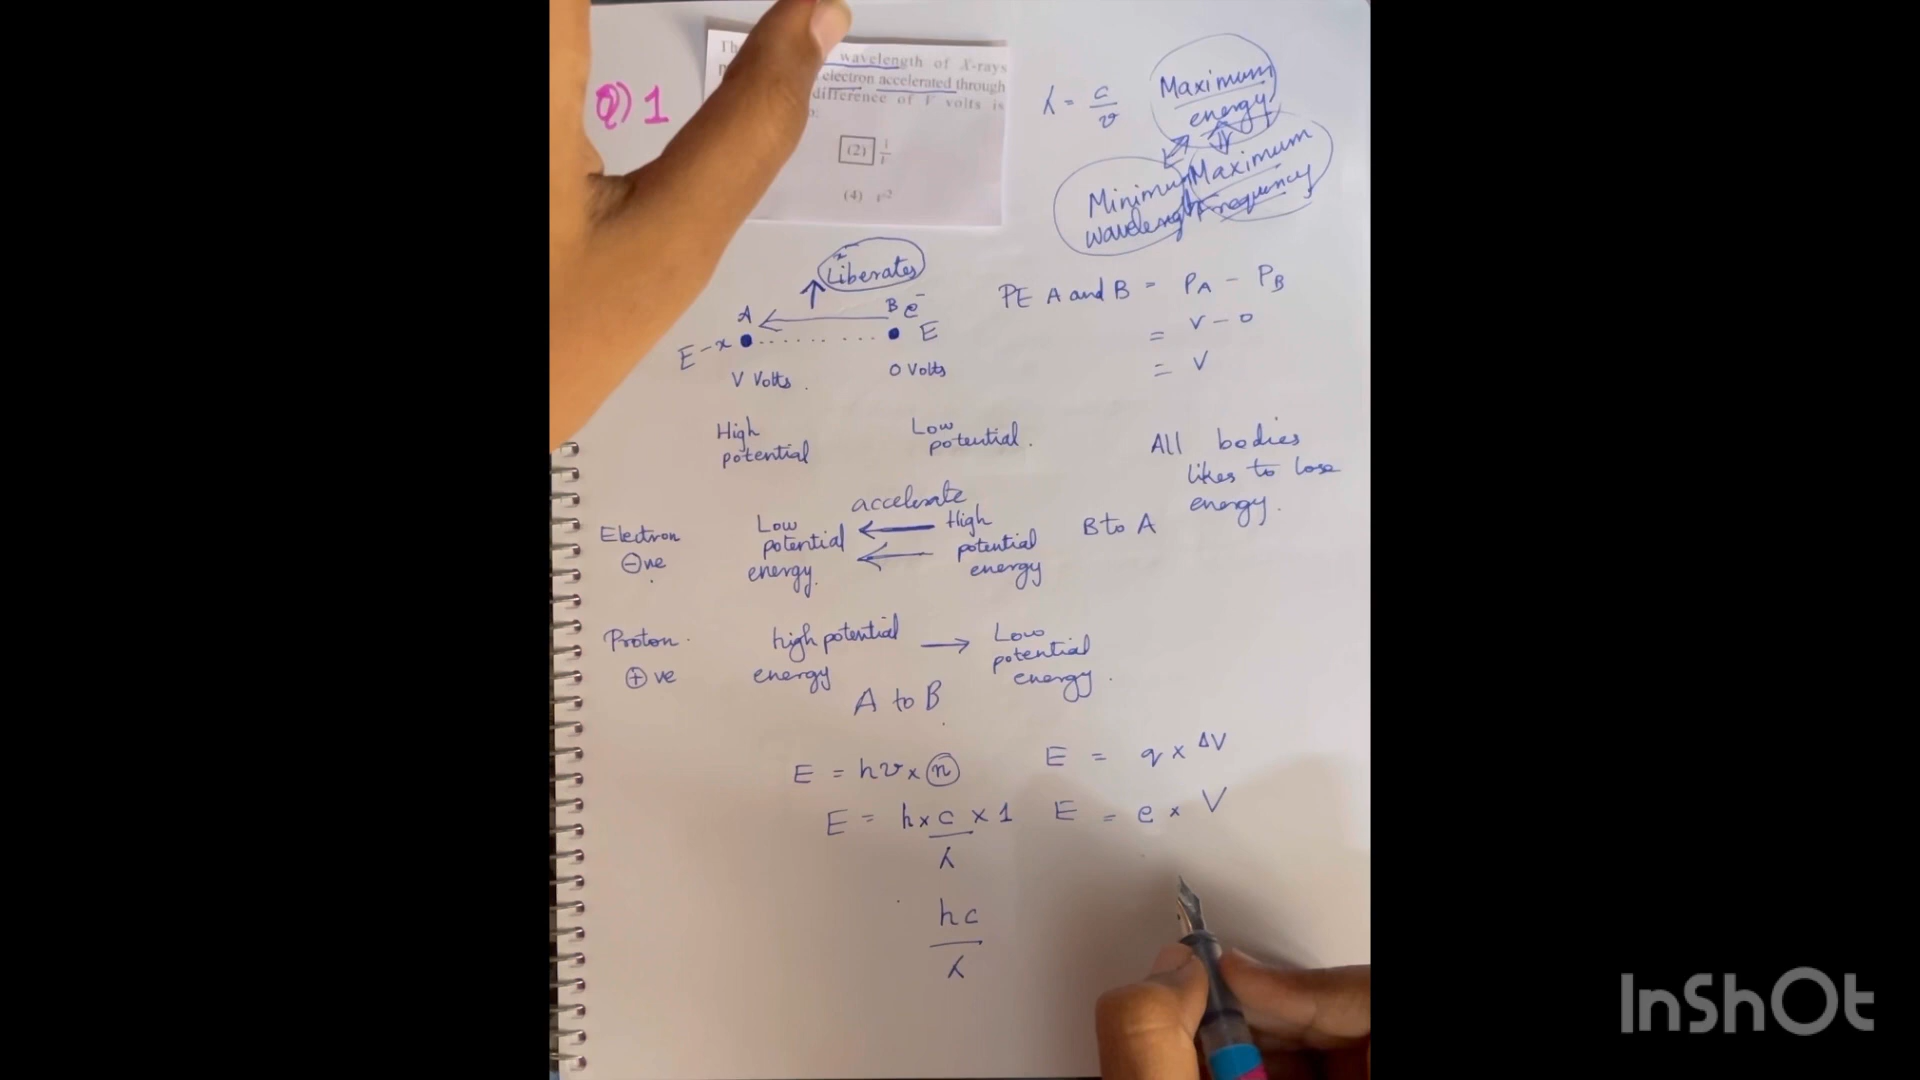 Q) 1
wavelength of X-rays
electron accelerated through
difference of V volts is
(2) 1
(4)
λ = c
ν
Maximum
energy
Minimum
wavelength
Maximum
Frequency
Liberates
A
B e⁻
E-x
E
V Volts.
0 Volts
PE A and B = PA - PB
= V - 0
= V
High
potential
Low
potential.
All bodies
likes to lose
energy.
accelerate
Electron
⊖ve
Low
potential
energy.
High
potential
energy
B to A
Proton.
⊕ve
high potential
energy
Low
potential
energy.
A to B
E = hν × n
E = q × ΔV
E = h × c × 1
λ
E = e × V
hc
λ
InShOt